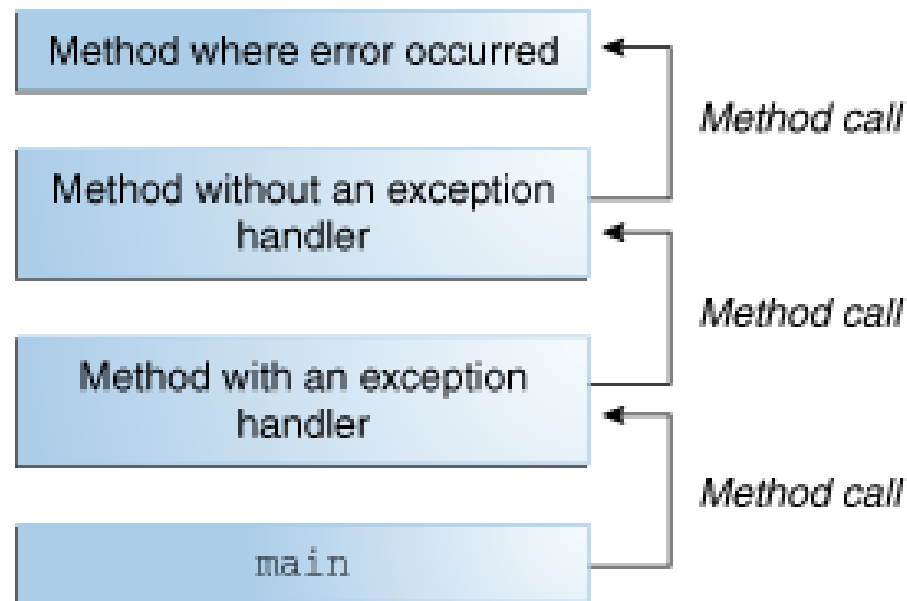 Method where error occurred
Method call
Method without an exception
handler
Method call
Method with an exception
handler
Method call
main